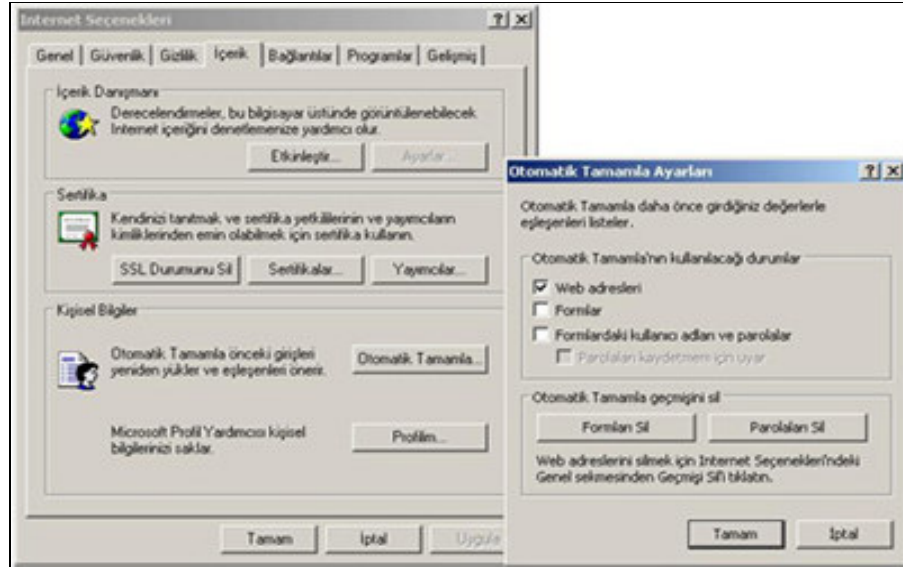 Internet Seçenekleri
Genel
Güvenlik
Gizlilik
İçerik
Bağlantılar
Programlar
Gelişmiş
İçerik Danışmanı
Derecelendirmeler, bu bilgisayar üstünde görüntülenebilecek
Internet içeriğini denetlemenize yardımcı olur.
Etkinleştir...
Ayarlar...
Sertifika
Kendinizi tanıtmak ve sertifika yetkililerinin ve yayımcıların
kimliklerinden emin olabilmek için sertifika kullanın.
SSL Durumunu Sil
Sertifikalar...
Yayımcılar...
Kişisel Bilgiler
Otomatik Tamamla önceki girişleri
yeniden yükler ve eşleşenleri önerir.
Otomatik Tamamla...
Microsoft Profil Yardımcısı kişisel
bilgilerinizi saklar.
Profilim...
Tamam
İptal
Uygula
Otomatik Tamamla Ayarları
Otomatik Tamamla daha önce girdiğiniz değerlerle
eşleşenleri listeler.
Otomatik Tamamla'nın kullanılacağı durumlar
Web adresleri
Formlar
Formlardaki kullanıcı adları ve parolalar
Parolaları kaydetmem için uyar
Otomatik Tamamla geçmişini sil
Formları Sil
Parolaları Sil
Web adreslerini silmek için Internet Seçenekleri'ndeki
Genel sekmesinden Geçmişi Sil'i tıklatın.
Tamam
İptal